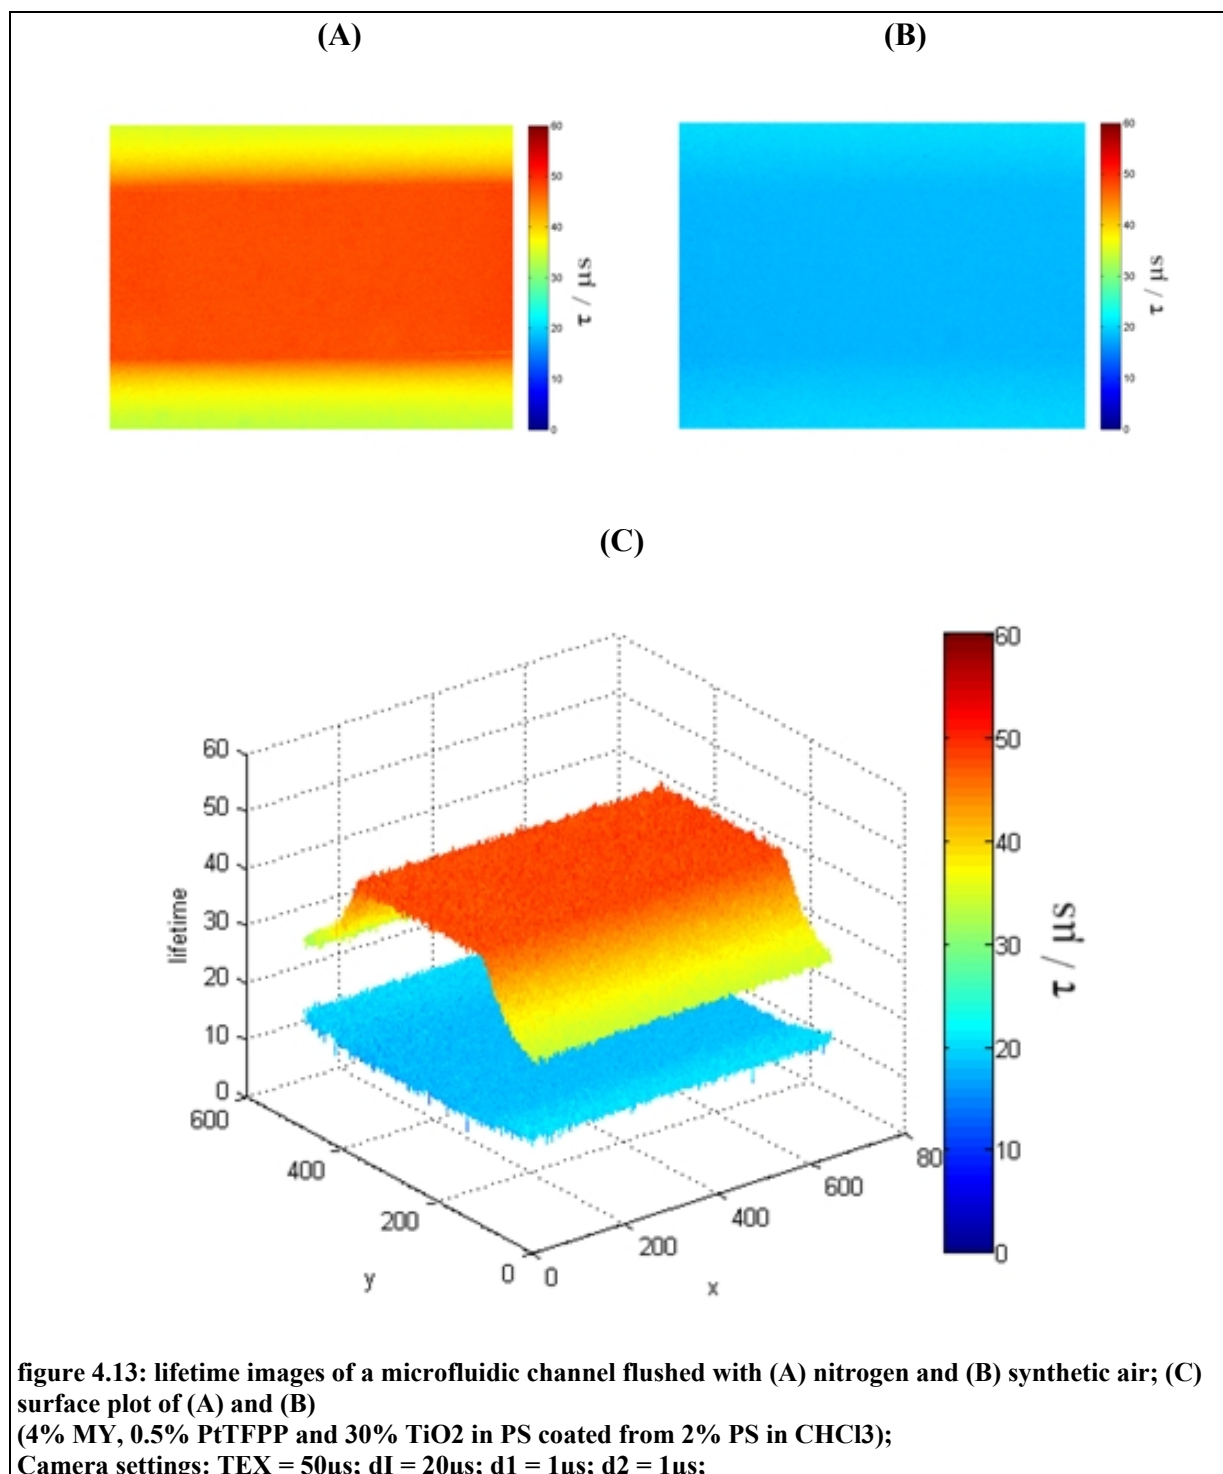 (A)
(B)
60
50
40
30
20
10
0
τ / µs
60
50
40
30
20
10
0
τ / µs
(C)
60
50
40
30
20
10
0
lifetime
600
400
200
0
y
0
200
400
600
80
x
60
50
40
30
20
10
0
τ / µs
figure 4.13: lifetime images of a microfluidic channel flushed with (A) nitrogen and (B) synthetic air; (C)
surface plot of (A) and (B)
(4% MY, 0.5% PtTFPP and 30% TiO2 in PS coated from 2% PS in CHCl3);
Camera settings: TEX = 50µs; dI = 20µs; d1 = 1µs; d2 = 1µs;